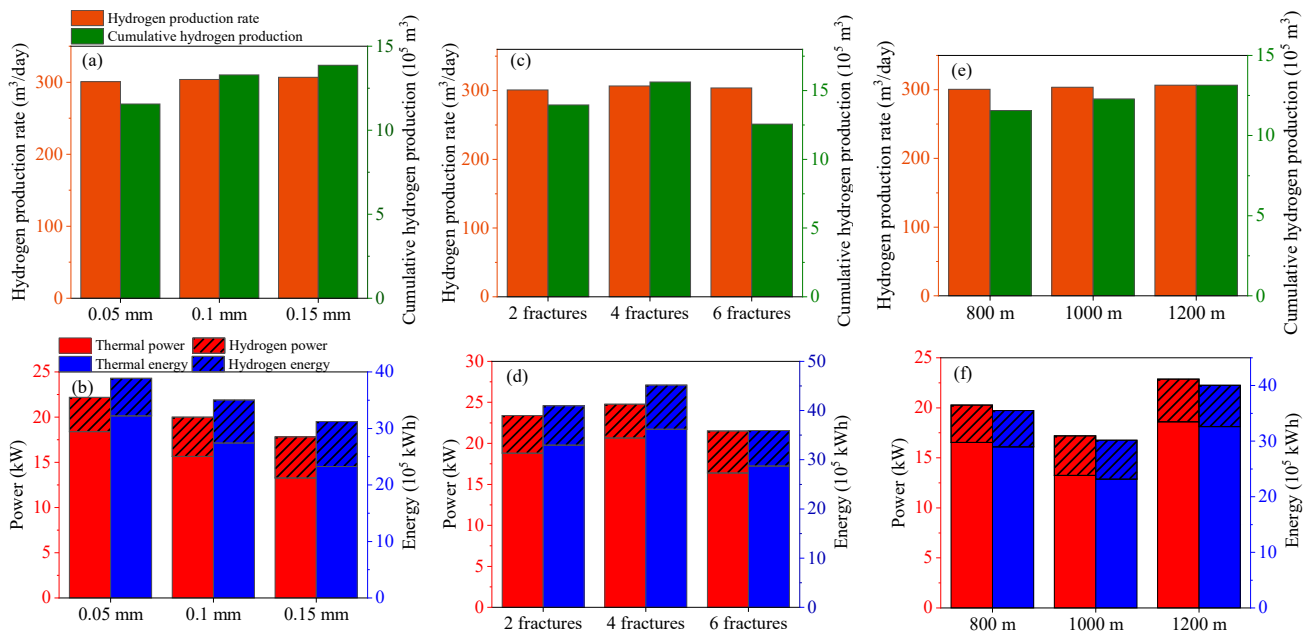 Hydrogen production rate
Cumulative hydrogen production
(a)
Hydrogen production rate (m³/day)
300
200
100
0
15
10
5
0
Cumulative hydrogen production (10⁵ m³)
0.05 mm
0.1 mm
0.15 mm
(c)
Hydrogen production rate (m³/day)
300
200
100
0
15
10
5
0
Cumulative hydrogen production (10⁵ m³)
2 fractures
4 fractures
6 fractures
(e)
Hydrogen production rate (m³/day)
300
200
100
0
15
10
5
0
Cumulative hydrogen production (10⁵ m³)
800 m
1000 m
1200 m
Thermal power
Hydrogen power
Thermal energy
Hydrogen energy
(b)
Power (kW)
25
20
15
10
5
0
40
30
20
10
0
Energy (10⁵ kWh)
0.05 mm
0.1 mm
0.15 mm
(d)
Power (kW)
30
25
20
15
10
5
0
50
40
30
20
10
0
Energy (10⁵ kWh)
2 fractures
4 fractures
6 fractures
(f)
Power (kW)
25
20
15
10
5
0
40
30
20
10
0
Energy (10⁵ kWh)
800 m
1000 m
1200 m